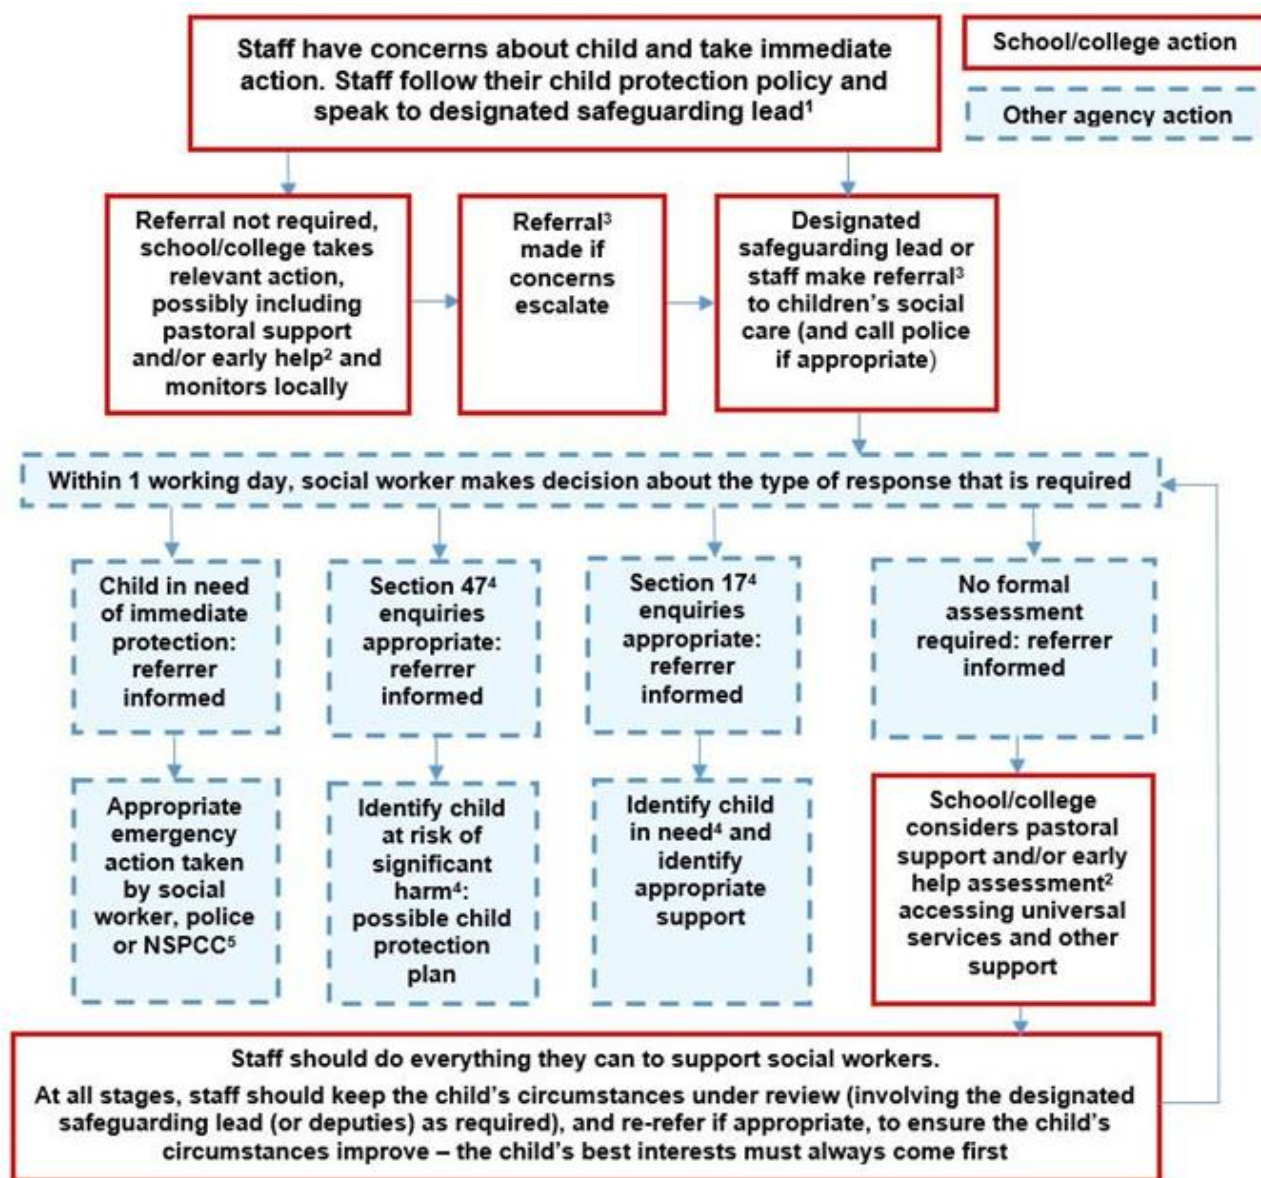 Staff have concerns about child and take immediate
action. Staff follow their child protection policy and
speak to designated safeguarding lead¹
School/college action
Other agency action
Referral not required,
school/college takes
relevant action,
possibly including
pastoral support
and/or early help² and
monitors locally
Referral³
made if
concerns
escalate
Designated
safeguarding lead or
staff make referral³
to children’s social
care (and call police
if appropriate)
Within 1 working day, social worker makes decision about the type of response that is required
Child in need
of immediate
protection:
referrer
informed
Section 47⁴
enquiries
appropriate:
referrer
informed
Section 17⁴
enquiries
appropriate:
referrer
informed
No formal
assessment
required: referrer
informed
Appropriate
emergency
action taken
by social
worker, police
or NSPCC⁵
Identify child
at risk of
significant
harm⁴:
possible child
protection
plan
Identify child
in need⁴ and
identify
appropriate
support
School/college
considers pastoral
support and/or early
help assessment²
accessing universal
services and other
support
Staff should do everything they can to support social workers.
At all stages, staff should keep the child’s circumstances under review (involving the designated
safeguarding lead (or deputies) as required), and re-refer if appropriate, to ensure the child’s
circumstances improve – the child’s best interests must always come first